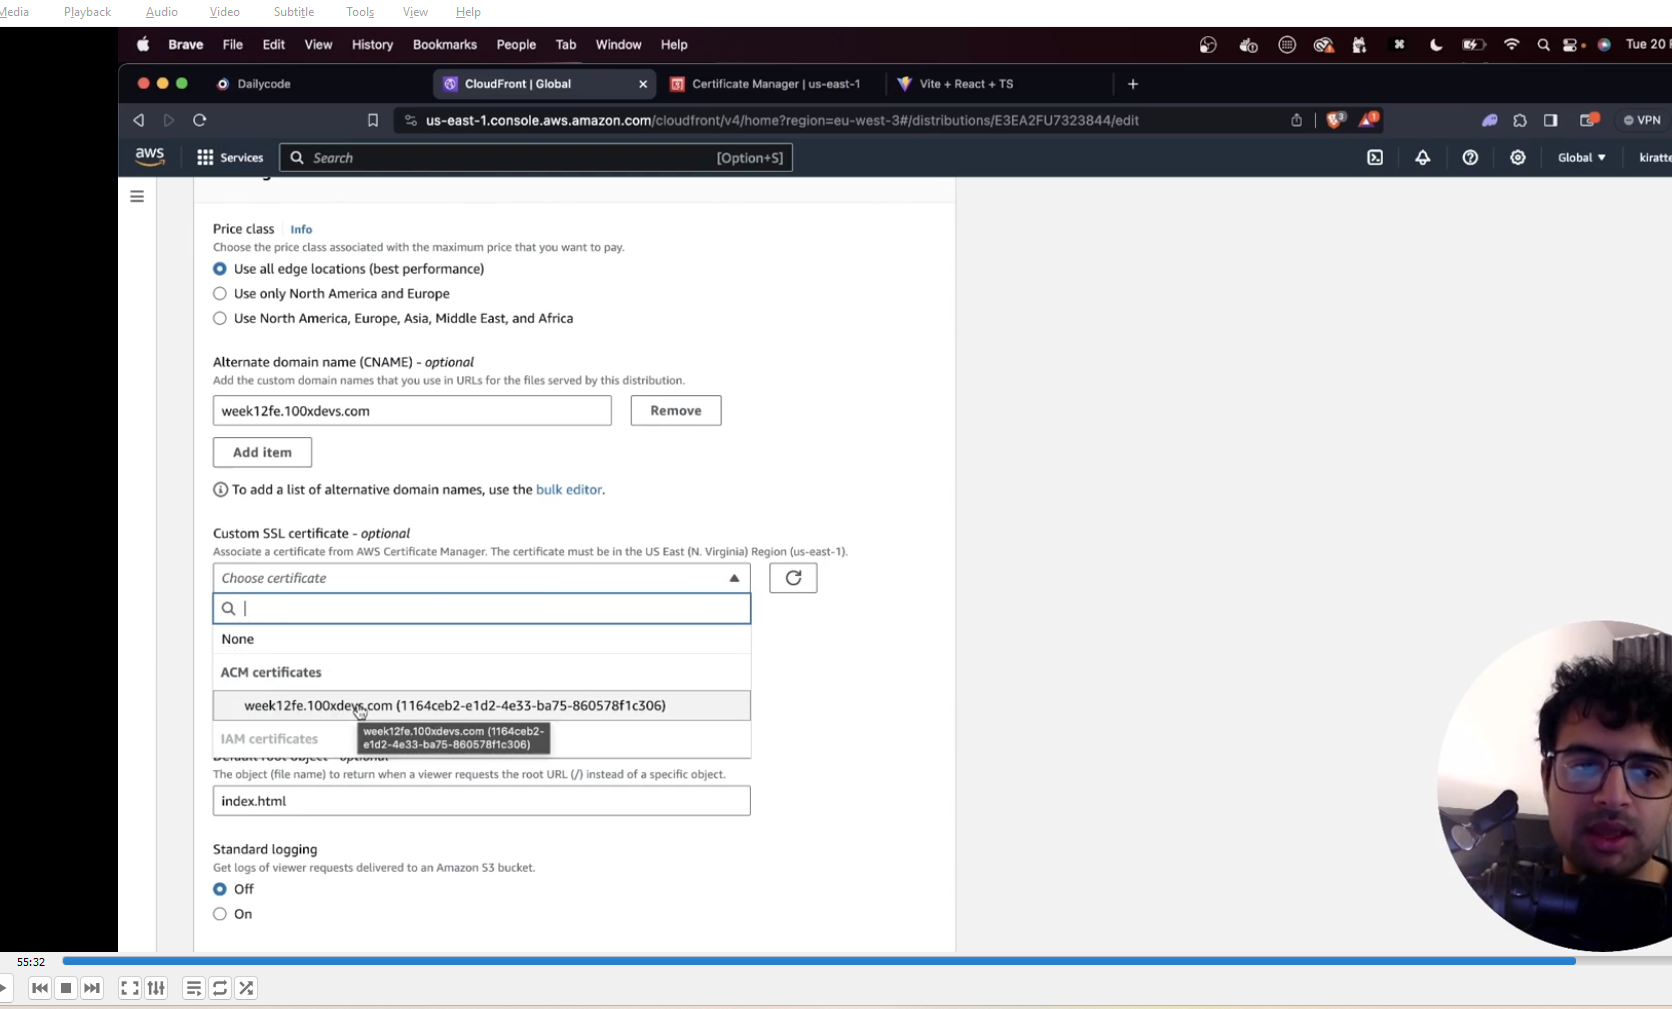 Media Playback Audio Video Subtitle Tools View Help
Brave File Edit View History Bookmarks People Tab Window Help
Tue 20
Dailycode
CloudFront | Global
Certificate Manager | us-east-1
Vite + React + TS
us-east-1.console.aws.amazon.com/cloudfront/v4/home?region=eu-west-3#/distributions/E3EA2FU7323844/edit
3
1
VPN
aws
Services
Search
[Option+S]
Global
kiratte
Price class
Info
Choose the price class associated with the maximum price that you want to pay.
Use all edge locations (best performance)
Use only North America and Europe
Use North America, Europe, Asia, Middle East, and Africa
Alternate domain name (CNAME) - optional
Add the custom domain names that you use in URLs for the files served by this distribution.
week12fe.100xdevs.com
Remove
Add item
To add a list of alternative domain names, use the bulk editor.
Custom SSL certificate - optional
Associate a certificate from AWS Certificate Manager. The certificate must be in the US East (N. Virginia) Region (us-east-1).
Choose certificate
None
ACM certificates
week12fe.100xdevs.com (1164ceb2-e1d2-4e33-ba75-860578f1c306)
IAM certificates
week12fe.100xdevs.com (1164ceb2-
e1d2-4e33-ba75-860578f1c306)
Default root object - optional
The object (file name) to return when a viewer requests the root URL (/) instead of a specific object.
index.html
Standard logging
Get logs of viewer requests delivered to an Amazon S3 bucket.
Off
On
55:32